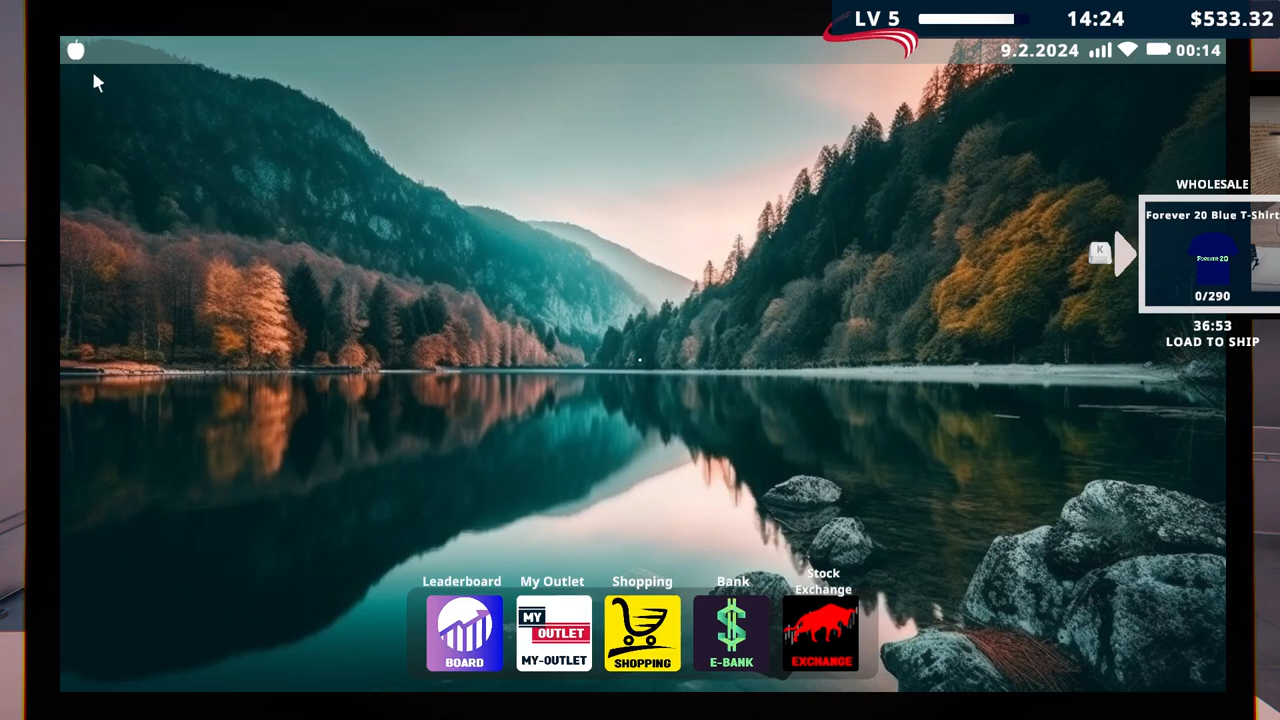 LV 5
14:24
$533.32
9.2.2024
00:14
WHOLESALE
Forever 20 Blue T-Shirt
K
FOREVER 20
0/290
36:53
LOAD TO SHIP
Leaderboard
My Outlet
Shopping
Bank
Stock
Exchange
BOARD
MY
OUTLET
MY-OUTLET
SHOPPING
E-BANK
EXCHANGE